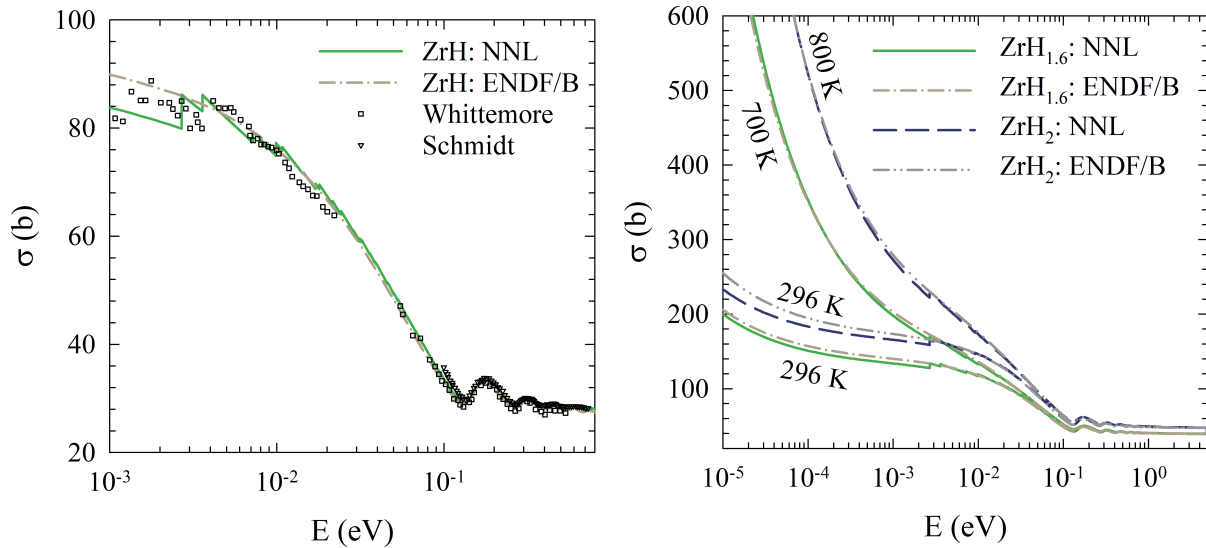 100
80
60
40
20
σ (b)
10⁻³
10⁻²
10⁻¹
E (eV)
ZrH: NNL
ZrH: ENDF/B
Whittemore
Schmidt
600
500
400
300
200
100
σ (b)
10⁻⁵
10⁻⁴
10⁻³
10⁻²
10⁻¹
10⁰
E (eV)
ZrH₁.₆: NNL
ZrH₁.₆: ENDF/B
ZrH₂: NNL
ZrH₂: ENDF/B
800 K
700 K
296 K
296 K